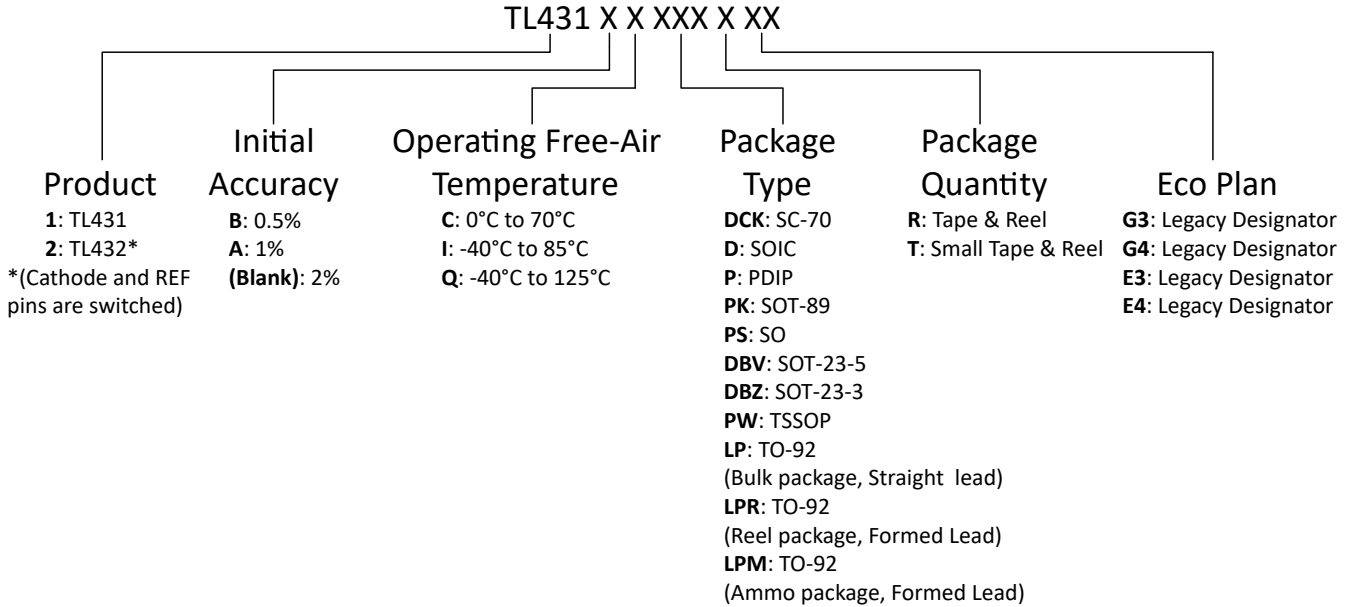 TL431 X X XXX X XX
Product
1: TL431
2: TL432*
*(Cathode and REF
pins are switched)
Initial
Accuracy
B: 0.5%
A: 1%
(Blank): 2%
Operating Free-Air
Temperature
C: 0°C to 70°C
I: -40°C to 85°C
Q: -40°C to 125°C
Package
Type
DCK: SC-70
D: SOIC
P: PDIP
PK: SOT-89
PS: SO
DBV: SOT-23-5
DBZ: SOT-23-3
PW: TSSOP
LP: TO-92
(Bulk package, Straight lead)
LPR: TO-92
(Reel package, Formed Lead)
LPM: TO-92
(Ammo package, Formed Lead)
Package
Quantity
R: Tape & Reel
T: Small Tape & Reel
Eco Plan
G3: Legacy Designator
G4: Legacy Designator
E3: Legacy Designator
E4: Legacy Designator